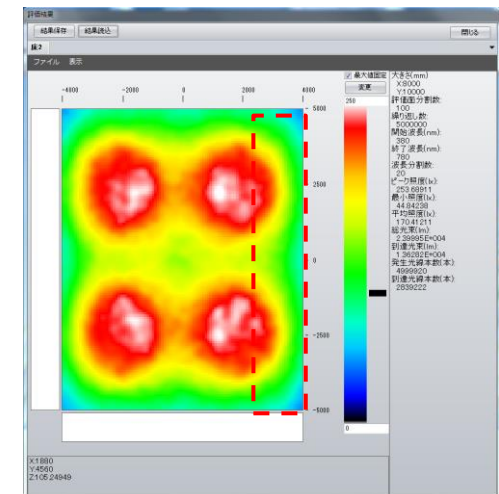 評価結果
結果保存 結果読込 閉じる
ファイル 表示
-4000 -2000 0 2000 4000
5000
2500
0
-2500
-5000
最大値固定
変更
250
0
大きさ(mm)
X:8000
Y:10000
評価面分割数:
100
繰り返し数:
5000000
開始波長(nm):
380
終了波長(nm):
780
波長分割数:
20
ピーク照度(lx):
253.68911
最小照度(lx):
44.84238
平均照度(lx):
170.41211
総光束(lm):
2.39995E+004
到達光束(lm):
1.36282E+004
発生光線本数(本):
4999920
到達光線本数(本):
2839222
X:1880
Y:4560
Z:105.24949